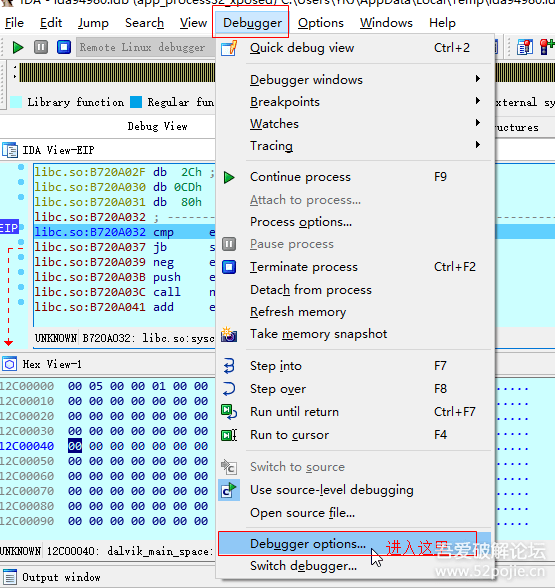 IDA - ida94980.idb (app_process32_xposed) C:\Users\YK\AppData\Local\Temp\ida94980.id
File Edit Jump Search View Debugger Options Windows Help
Remote Linux debugger
Library function Regular fun
external sy
Debug View
uctures
IDA View-EIP
libc.so:B720A02F db 2Ch ;
libc.so:B720A030 db 0CDh
libc.so:B720A031 db 80h
libc.so:B720A032 ; -
EIP libc.so:B720A032 cmp e
libc.so:B720A037 jb s
libc.so:B720A039 neg e
libc.so:B720A03B push e
libc.so:B720A03C call n
libc.so:B720A041 add e
UNKNOWN B720A032: libc.so:sysc
Hex View-1
12C00000 00 05 00 00 01 00 00
12C00010 00 00 00 00 00 00 00
12C00020 00 00 00 00 00 00 00
12C00030 00 00 00 00 00 00 00
12C00040 00 00 00 00 00 00 00
12C00050 00 00 00 00 00 00 00
12C00060 00 00 00 00 00 00 00
12C00070 00 00 00 00 00 00 00
12C00080 00 00 00 00 00 00 00
12C00090 00 00 00 00 00 00 00
UNKNOWN 12C00040: dalvik_main_space:
Output window
Quick debug view Ctrl+2
Debugger windows
Breakpoints
Watches
Tracing
Continue process F9
Attach to process...
Process options...
Pause process
Terminate process Ctrl+F2
Detach from process
Refresh memory
Take memory snapshot
Step into F7
Step over F8
Run until return Ctrl+F7
Run to cursor F4
Switch to source
Use source-level debugging
Open source file...
Debugger options... 进入这里
Switch debugger...
吾爱破解论坛
www.52pojie.cn